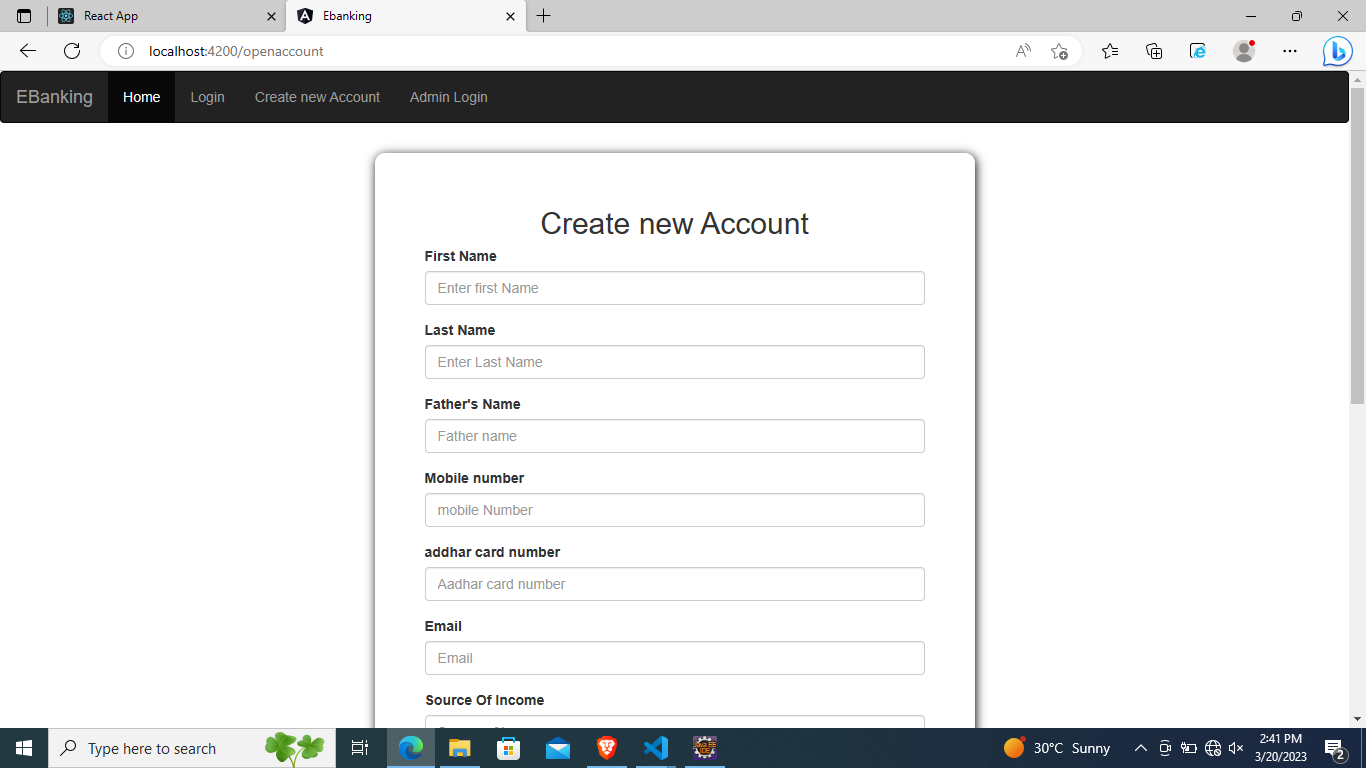 React App
Ebanking
localhost:4200/openaccount
EBanking Home Login Create new Account Admin Login
Create new Account
First Name
Enter first Name
Last Name
Enter Last Name
Father's Name
Father name
Mobile number
mobile Number
addhar card number
Aadhar card number
Email
Email
Source Of Income
Type here to search
30°C Sunny
2:41 PM
3/20/2023
2